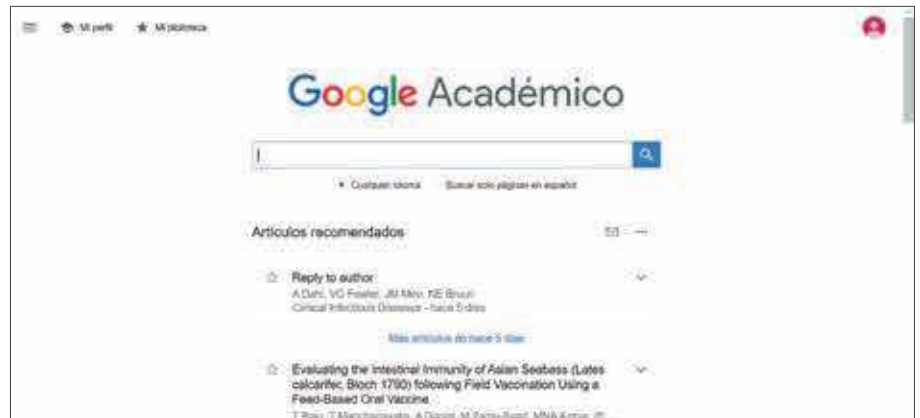 Mi perfil Mi biblioteca
Google Académico
Cualquier idioma Buscar solo páginas en español
Artículos recomendados
Reply to author
A Dahl, VG Fowler, JM Miro, NE Bruun
Clinical Infectious Diseases - hace 5 días
Más artículos de hace 5 días
Evaluating the Intestinal Immunity of Asian Seabass (Lates
calcarifer, Bloch 1790) following Field Vaccination Using a
Feed-Based Oral Vaccine